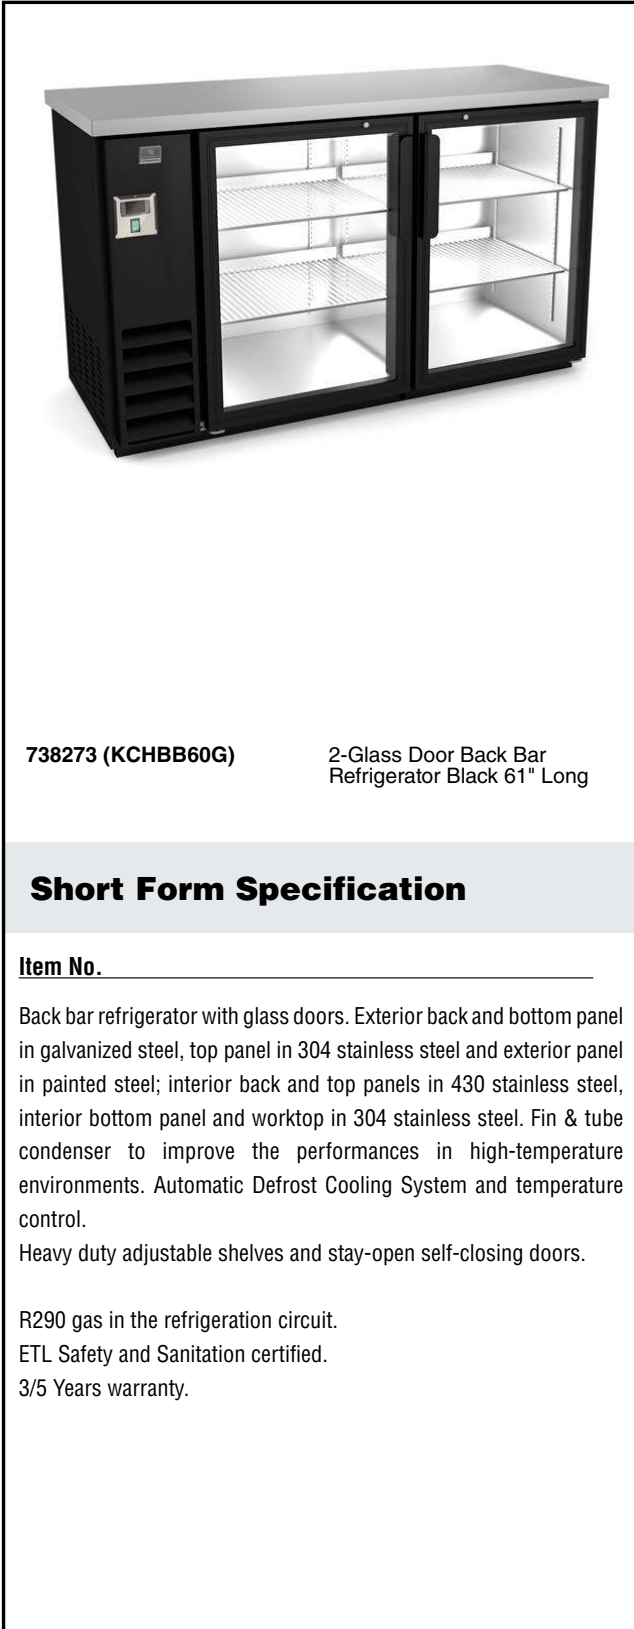 738273 (KCHBB60G)
2-Glass Door Back Bar
Refrigerator Black 61" Long
Short Form Specification
Item No.
Back bar refrigerator with glass doors. Exterior back and bottom panel
in galvanized steel, top panel in 304 stainless steel and exterior panel
in painted steel; interior back and top panels in 430 stainless steel,
interior bottom panel and worktop in 304 stainless steel. Fin & tube
condenser to improve the performances in high-temperature
environments. Automatic Defrost Cooling System and temperature
control.
Heavy duty adjustable shelves and stay-open self-closing doors.
R290 gas in the refrigeration circuit.
ETL Safety and Sanitation certified.
3/5 Years warranty.